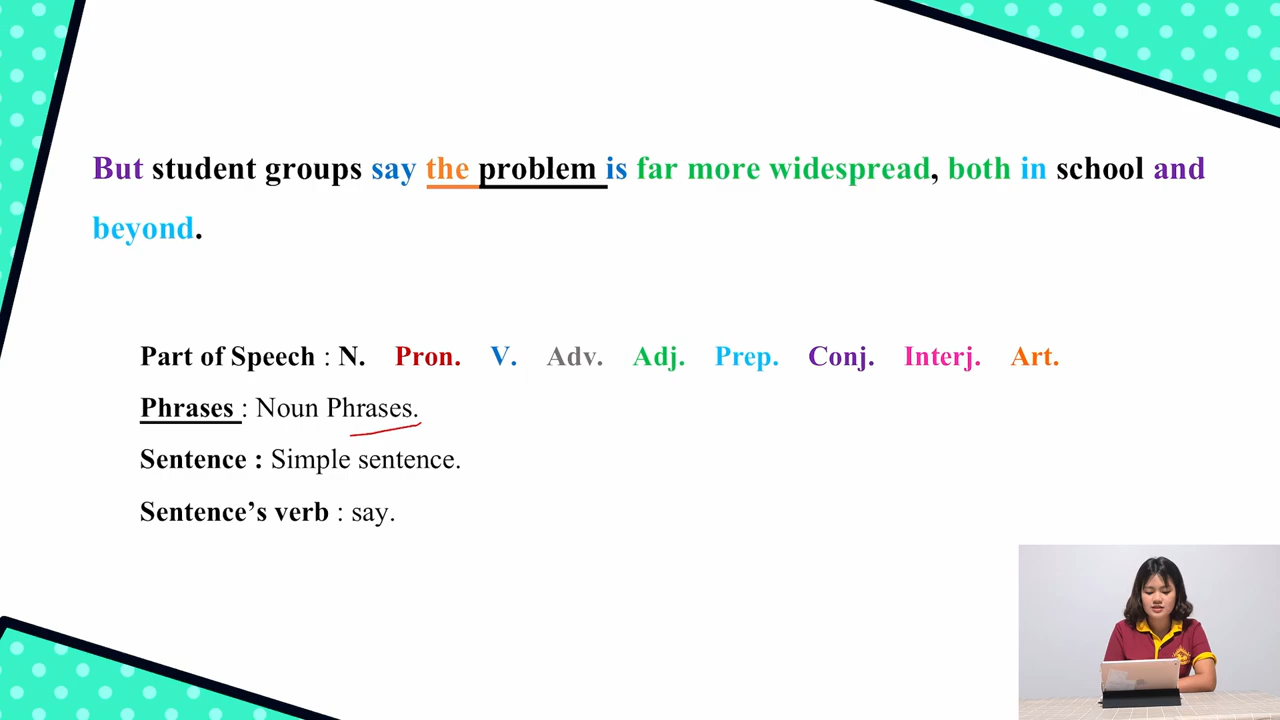 But student groups say the problem is far more widespread, both in school and
beyond.
Part of Speech : N. Pron. V. Adv. Adj. Prep. Conj. Interj. Art.
Phrases : Noun Phrases.
Sentence : Simple sentence.
Sentence’s verb : say.